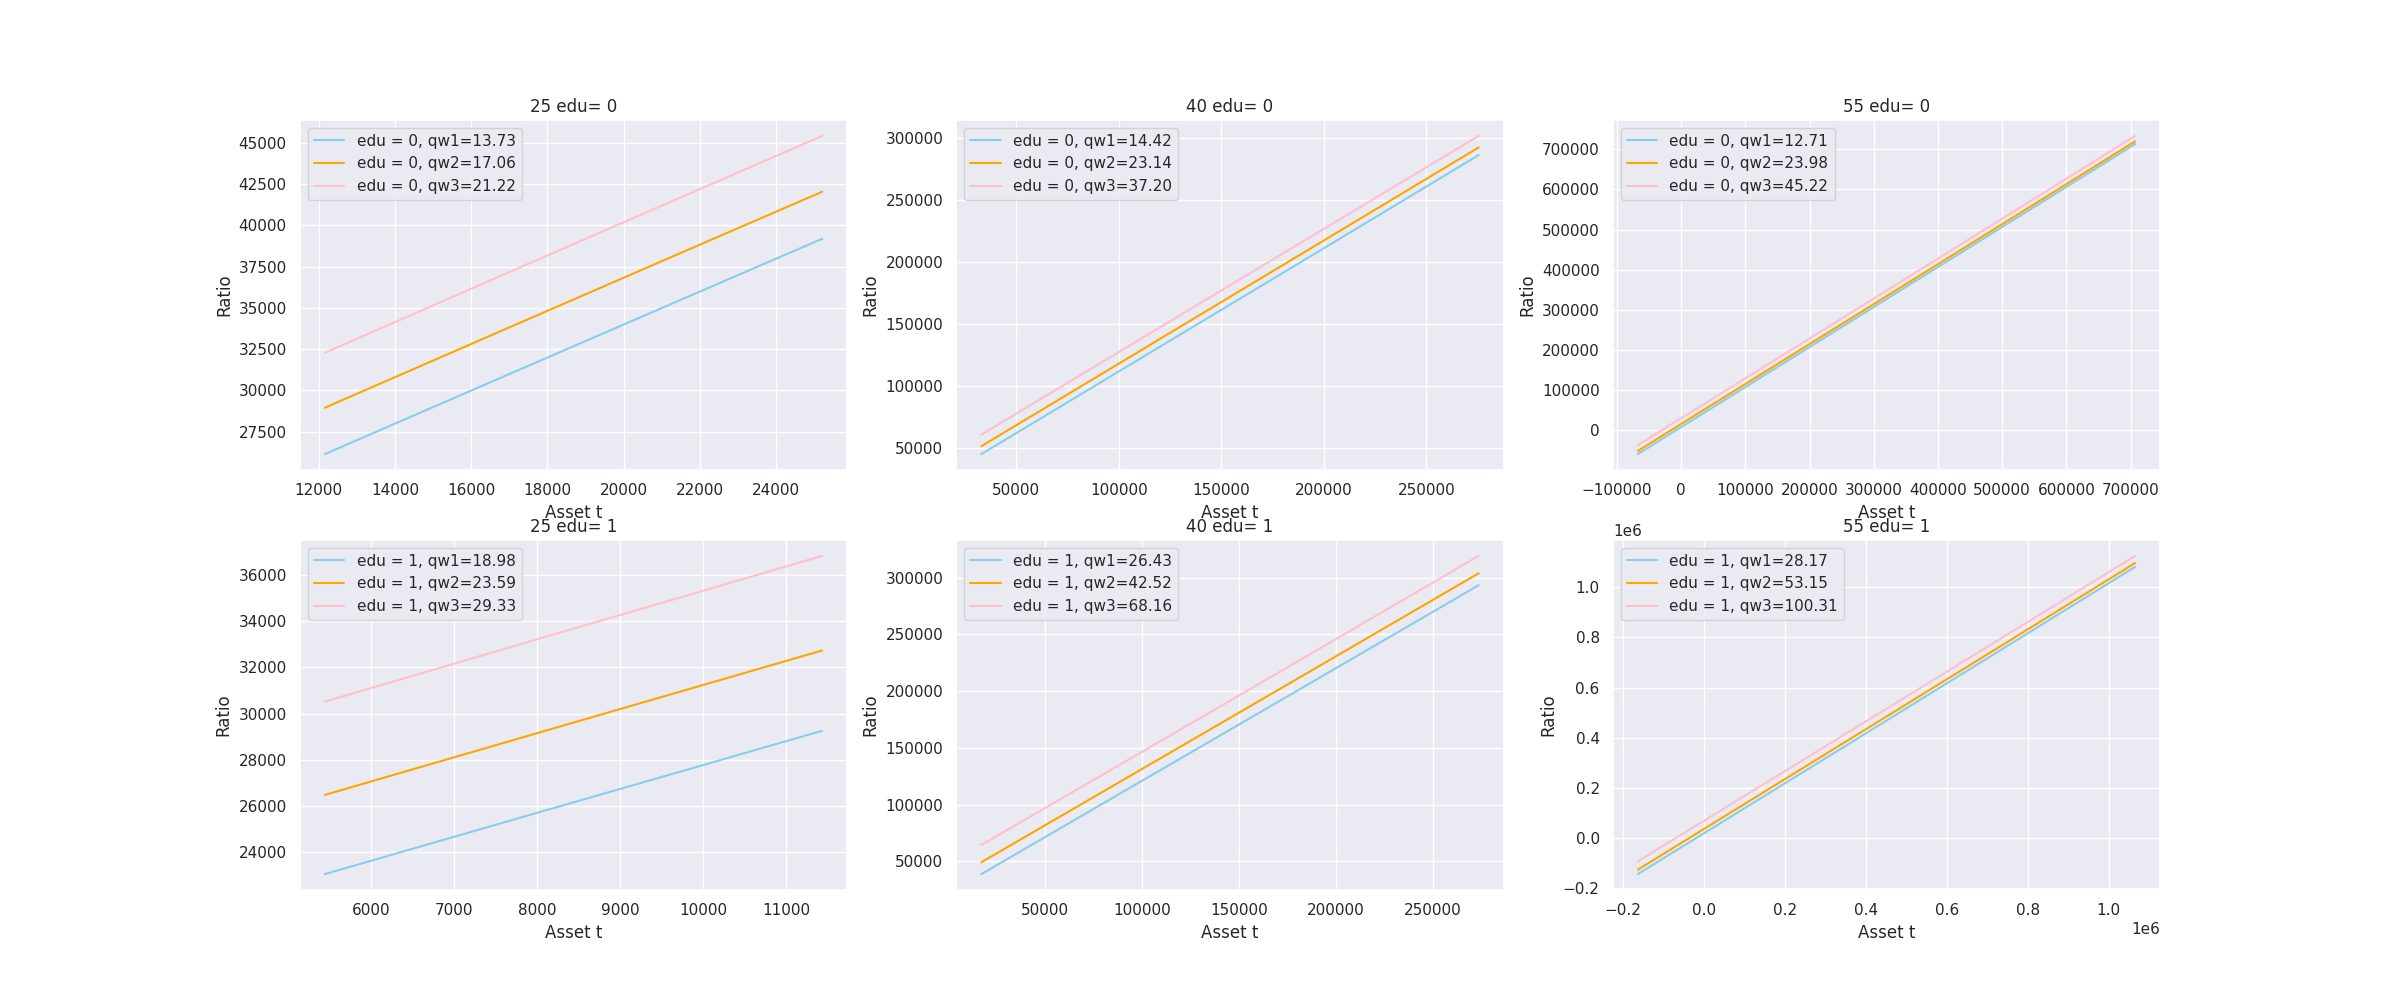 25 edu= 0
edu = 0, qw1=13.73
edu = 0, qw2=17.06
edu = 0, qw3=21.22
45000
42500
40000
37500
35000
32500
30000
27500
Ratio
12000 14000 16000 18000 20000 22000 24000
Asset t
40 edu= 0
edu = 0, qw1=14.42
edu = 0, qw2=23.14
edu = 0, qw3=37.20
300000
250000
200000
150000
100000
50000
Ratio
50000 100000 150000 200000 250000
Asset t
55 edu= 0
edu = 0, qw1=12.71
edu = 0, qw2=23.98
edu = 0, qw3=45.22
700000
600000
500000
400000
300000
200000
100000
0
Ratio
−100000 0 100000 200000 300000 400000 500000 600000 700000
Asset t
25 edu= 1
edu = 1, qw1=18.98
edu = 1, qw2=23.59
edu = 1, qw3=29.33
36000
34000
32000
30000
28000
26000
24000
Ratio
6000 7000 8000 9000 10000 11000
Asset t
40 edu= 1
edu = 1, qw1=26.43
edu = 1, qw2=42.52
edu = 1, qw3=68.16
300000
250000
200000
150000
100000
50000
Ratio
50000 100000 150000 200000 250000
Asset t
55 edu= 1
1e6
edu = 1, qw1=28.17
edu = 1, qw2=53.15
edu = 1, qw3=100.31
1.0
0.8
0.6
0.4
0.2
0.0
−0.2
Ratio
−0.2 0.0 0.2 0.4 0.6 0.8 1.0
Asset t
1e6